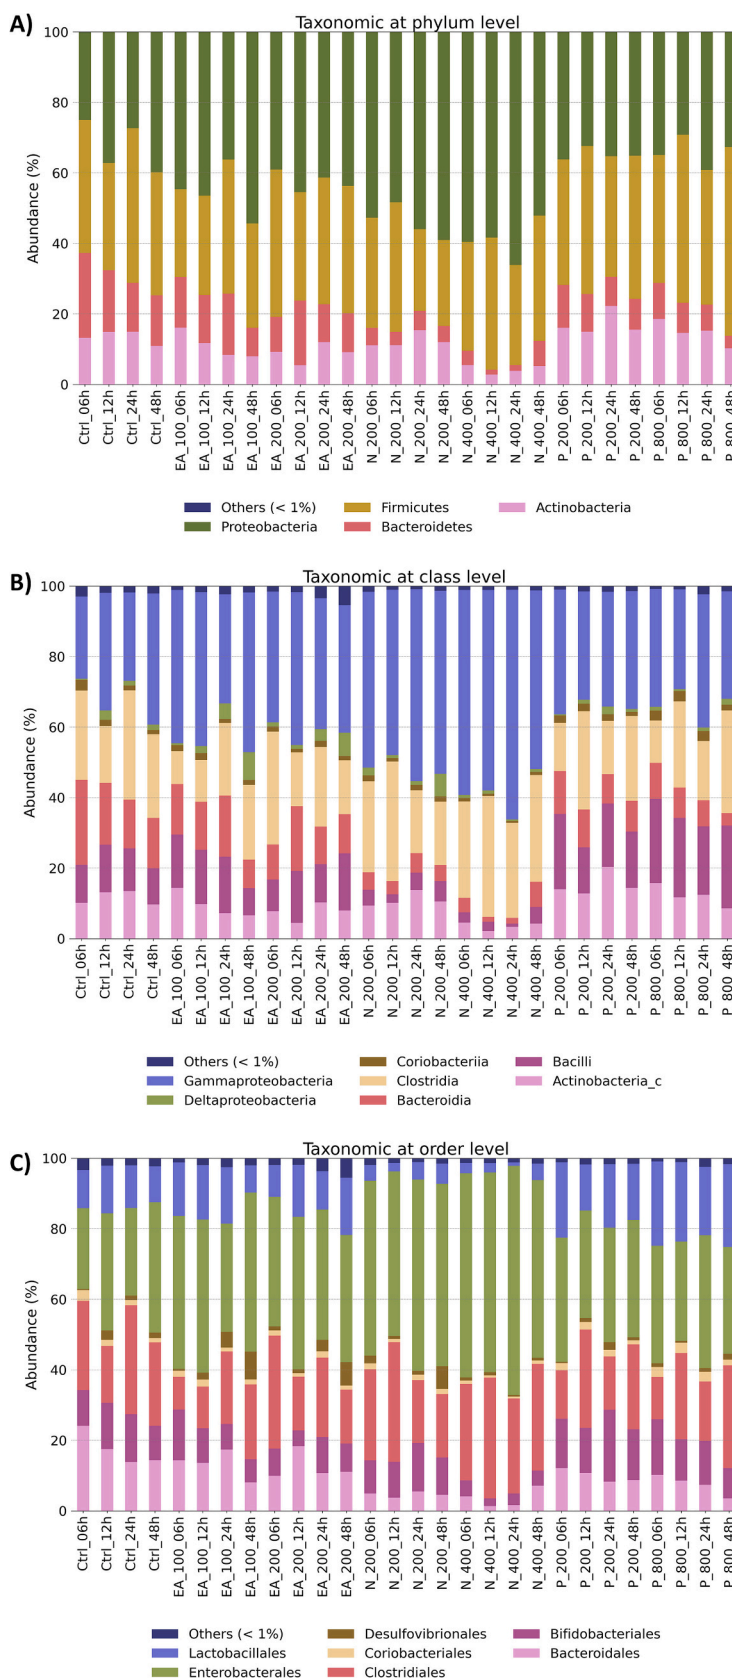 A)
Taxonomic at phylum level
100
80
60
40
20
0
Abundance (%)
Ctrl_06h
Ctrl_12h
Ctrl_24h
Ctrl_48h
EA_100_06h
EA_100_12h
EA_100_24h
EA_100_48h
EA_200_06h
EA_200_12h
EA_200_24h
EA_200_48h
N_200_06h
N_200_12h
N_200_24h
N_200_48h
N_400_06h
N_400_12h
N_400_24h
N_400_48h
P_200_06h
P_200_12h
P_200_24h
P_200_48h
P_800_06h
P_800_12h
P_800_24h
P_800_48h
Others (< 1%)
Firmicutes
Actinobacteria
Proteobacteria
Bacteroidetes
B)
Taxonomic at class level
100
80
60
40
20
0
Abundance (%)
Ctrl_06h
Ctrl_12h
Ctrl_24h
Ctrl_48h
EA_100_06h
EA_100_12h
EA_100_24h
EA_100_48h
EA_200_06h
EA_200_12h
EA_200_24h
EA_200_48h
N_200_06h
N_200_12h
N_200_24h
N_200_48h
N_400_06h
N_400_12h
N_400_24h
N_400_48h
P_200_06h
P_200_12h
P_200_24h
P_200_48h
P_800_06h
P_800_12h
P_800_24h
P_800_48h
Others (< 1%)
Coriobacteriia
Bacilli
Gammaproteobacteria
Clostridia
Actinobacteria_c
Deltaproteobacteria
Bacteroidia
C)
Taxonomic at order level
100
80
60
40
20
0
Abundance (%)
Ctrl_06h
Ctrl_12h
Ctrl_24h
Ctrl_48h
EA_100_06h
EA_100_12h
EA_100_24h
EA_100_48h
EA_200_06h
EA_200_12h
EA_200_24h
EA_200_48h
N_200_06h
N_200_12h
N_200_24h
N_200_48h
N_400_06h
N_400_12h
N_400_24h
N_400_48h
P_200_06h
P_200_12h
P_200_24h
P_200_48h
P_800_06h
P_800_12h
P_800_24h
P_800_48h
Others (< 1%)
Desulfovibrionales
Bifidobacteriales
Lactobacillales
Coriobacteriales
Bacteroidales
Enterobacterales
Clostridiales